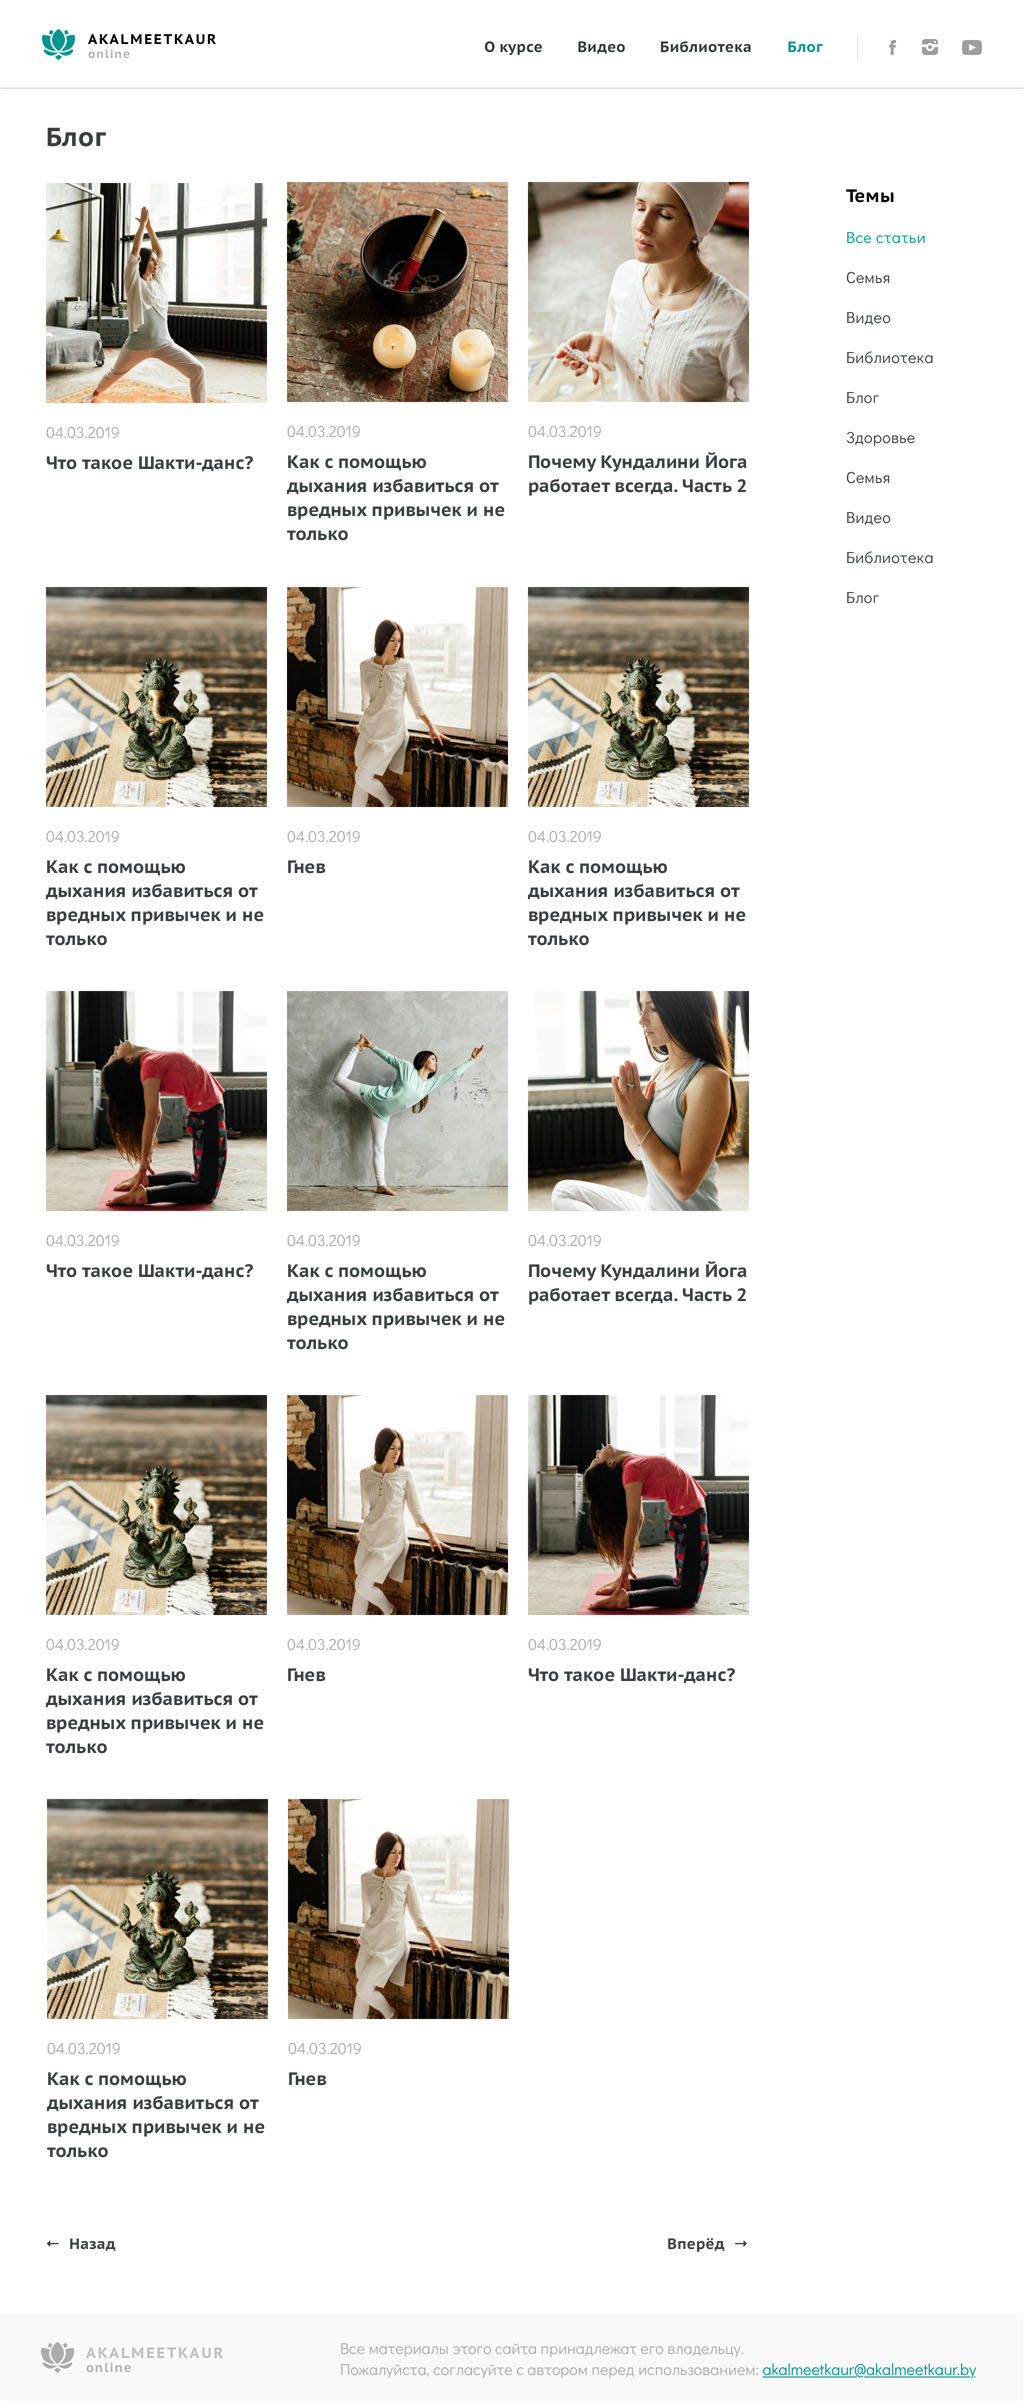 AKALMEETKAUR
online
О курсе Видео Библиотека Блог
Блог
04.03.2019
Что такое Шакти-данс?
04.03.2019
Как с помощью
дыхания избавиться от
вредных привычек и не
только
04.03.2019
Почему Кундалини Йога
работает всегда. Часть 2
Темы
Все статьи
Семья
Видео
Библиотека
Блог
Здоровье
Семья
Видео
Библиотека
Блог
04.03.2019
Как с помощью
дыхания избавиться от
вредных привычек и не
только
04.03.2019
Гнев
04.03.2019
Как с помощью
дыхания избавиться от
вредных привычек и не
только
04.03.2019
Что такое Шакти-данс?
04.03.2019
Как с помощью
дыхания избавиться от
вредных привычек и не
только
04.03.2019
Почему Кундалини Йога
работает всегда. Часть 2
04.03.2019
Как с помощью
дыхания избавиться от
вредных привычек и не
только
04.03.2019
Гнев
04.03.2019
Что такое Шакти-данс?
04.03.2019
Как с помощью
дыхания избавиться от
вредных привычек и не
только
04.03.2019
Гнев
← Назад
Вперёд →
AKALMEETKAUR
online
Все материалы этого сайта принадлежат его владельцу.
Пожалуйста, согласуйте с автором перед использованием: akalmeetkaur@akalmeetkaur.by